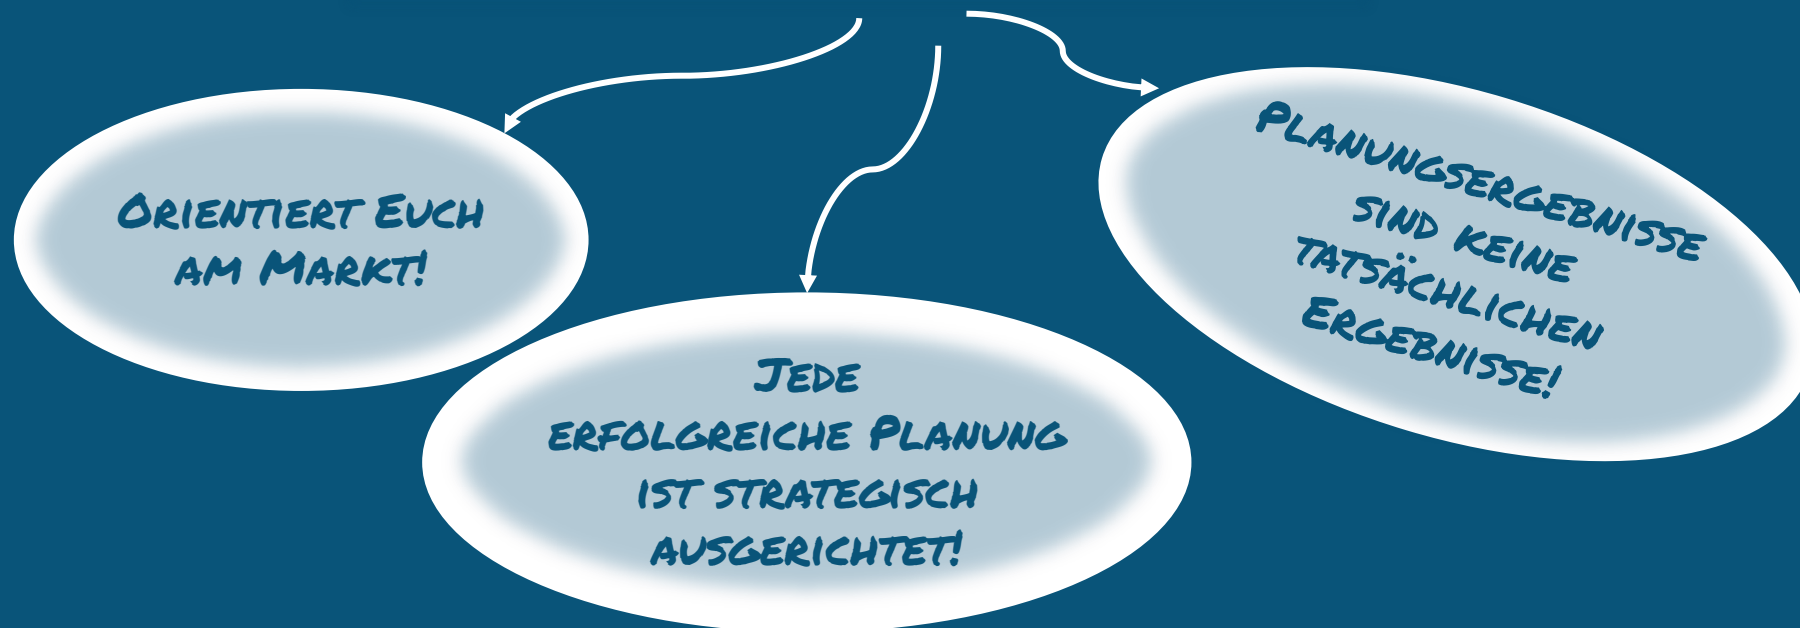 Orientiert Euch
am Markt!
Jede
erfolgreiche Planung
ist strategisch
ausgerichtet!
Planungsergebnisse
sind keine
tatsächlichen
Ergebnisse!